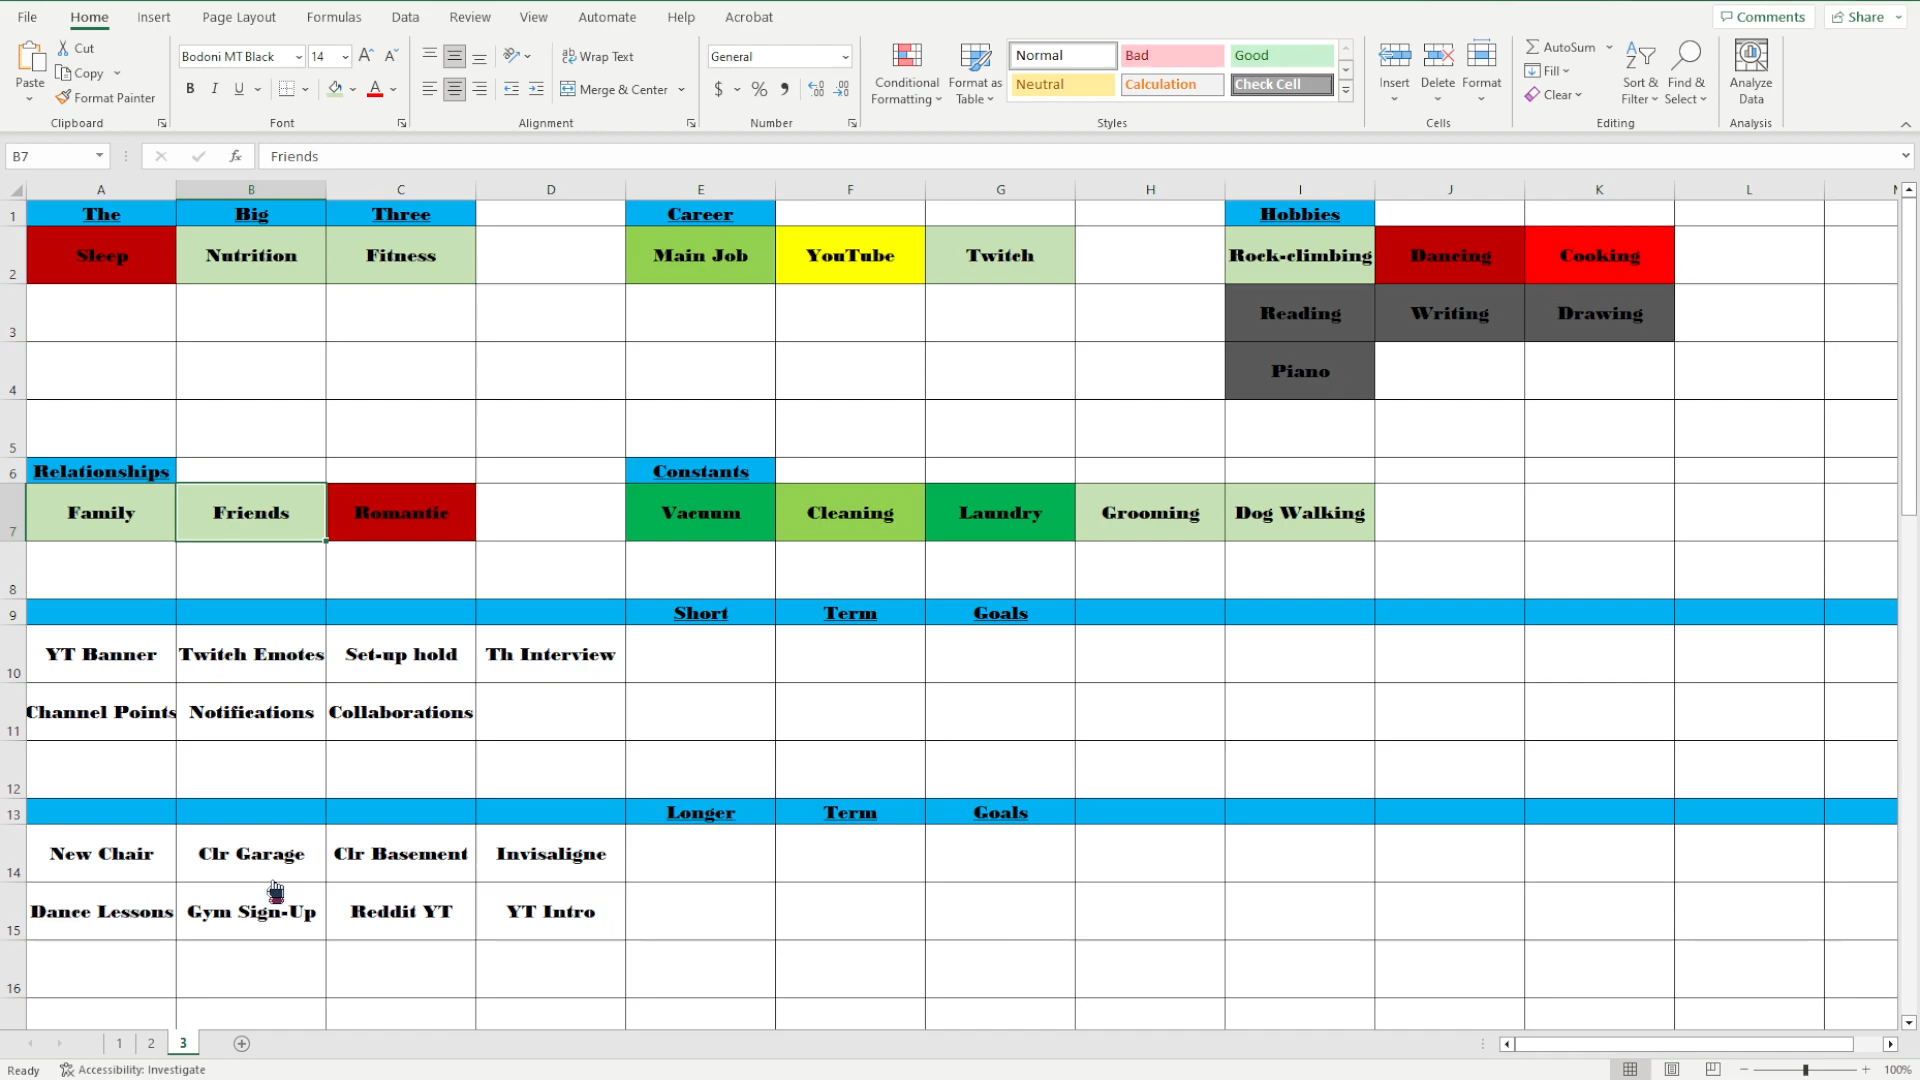 File Home Insert Page Layout Formulas Data Review View Automate Help Acrobat Comments Share
Paste Cut Copy Format Painter
Clipboard
Bodoni MT Black 14
B I U A
Font
Wrap Text
Merge & Center
Alignment
General
$ % 9
Number
Conditional Formatting
Format as Table
Normal Bad Good
Neutral Calculation Check Cell
Styles
Insert Delete Format
Cells
AutoSum
Fill
Clear
Sort & Filter
Find & Select
Editing
Analyze Data
Analysis
B7 fx Friends
A B C D E F G H I J K L
1 The Big Three Career Hobbies
2 Sleep Nutrition Fitness Main Job YouTube Twitch Rock-climbing Dancing Cooking
3 Reading Writing Drawing
4 Piano
5
6 Relationships Constants
7 Family Friends Romantic Vacuum Cleaning Laundry Grooming Dog Walking
8
9 Short Term Goals
10 YT Banner Twitch Emotes Set-up hold Th Interview
11 Channel Points Notifications Collaborations
12
13 Longer Term Goals
14 New Chair Clr Garage Clr Basement Invisaligne
15 Dance Lessons Gym Sign-Up Reddit YT YT Intro
16
1 2 3
Ready Accessibility: Investigate 100%